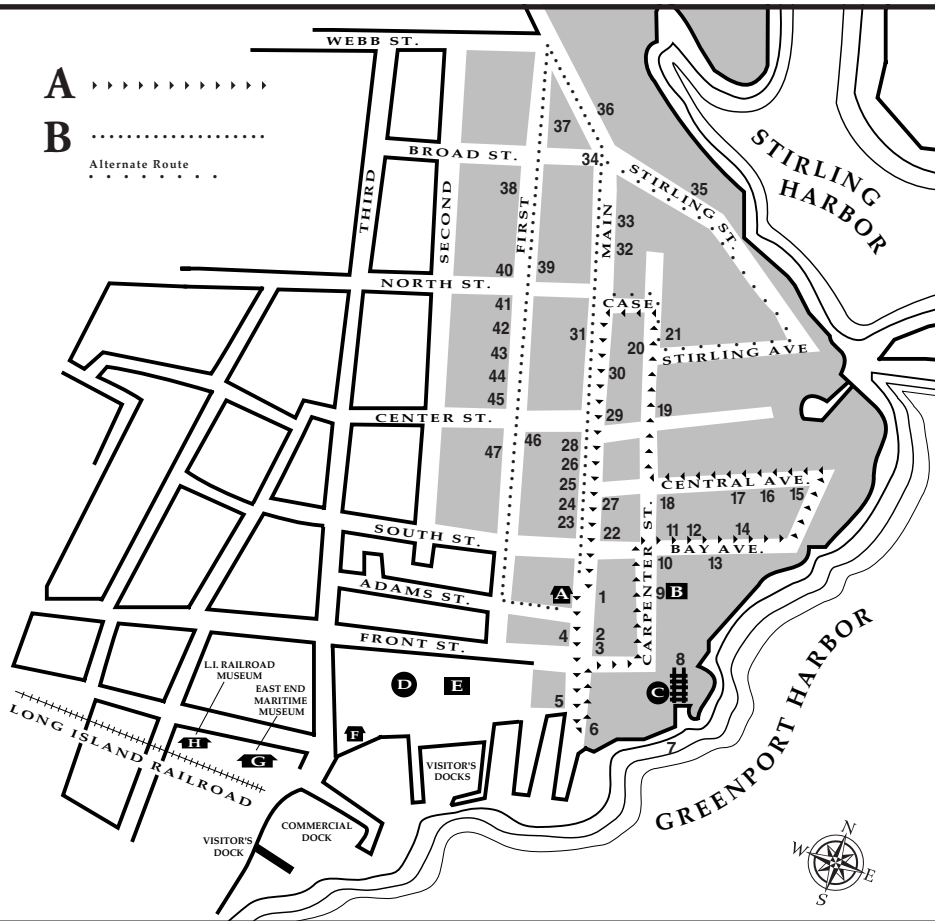 WEBB ST.
A
B
Alternate Route
STIRLING
HARBOR
36
37
BROAD ST.
34
THIRD
SECOND
38
FIRST
MAIN
35
STIRLING ST.
33
32
40
39
NORTH ST.
41
CASE
42
31
20
21
43
STIRLING AVE
44
30
45
CENTER ST.
29
19
47
46
28
26
25
CENTRAL AVE.
24
27
18
17
16
15
23
SOUTH ST.
22
CARPENTER ST.
11
12
14
BAY AVE.
10
13
ADAMS ST.
A
1
9
B
FRONT ST.
4
2
3
L.I. RAILROAD
MUSEUM
EAST END
MARITIME
MUSEUM
D
E
8
C
5
6
7
F
H
G
LONG ISLAND RAILROAD
VISITOR'S
DOCKS
GREENPORT HARBOR
VISITOR'S
DOCK
COMMERCIAL
DOCK
N
W
E
S